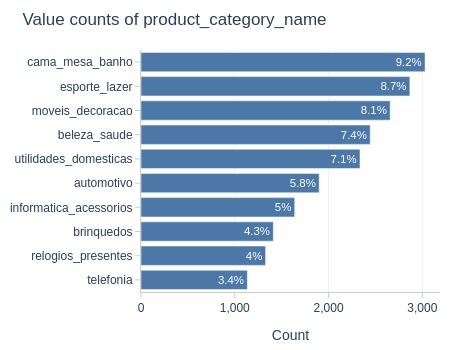 Value counts of product_category_name
cama_mesa_banho 9.2%
esporte_lazer 8.7%
moveis_decoracao 8.1%
beleza_saude 7.4%
utilidades_domesticas 7.1%
automotivo 5.8%
informatica_acessorios 5%
brinquedos 4.3%
relogios_presentes 4%
telefonia 3.4%
0 1,000 2,000 3,000
Count